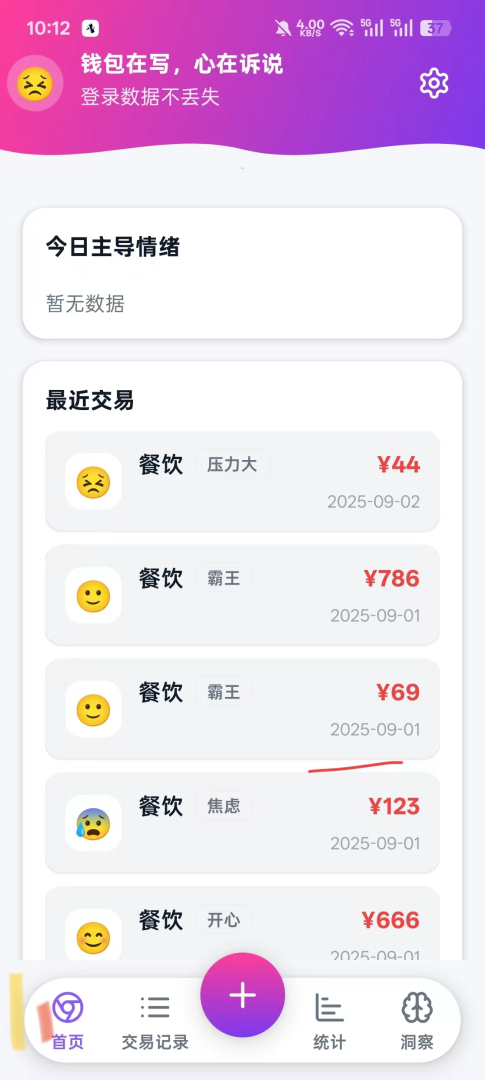 10:12 4.00 KB/S 5G 5G 37
钱包在写，心在诉说
登录数据不丢失
今日主导情绪
暂无数据
最近交易
餐饮 压力大 ¥44
2025-09-02
餐饮 霸王 ¥786
2025-09-01
餐饮 霸王 ¥69
2025-09-01
餐饮 焦虑 ¥123
2025-09-01
餐饮 开心 ¥666
2025-09-01
首页 交易记录 统计 洞察